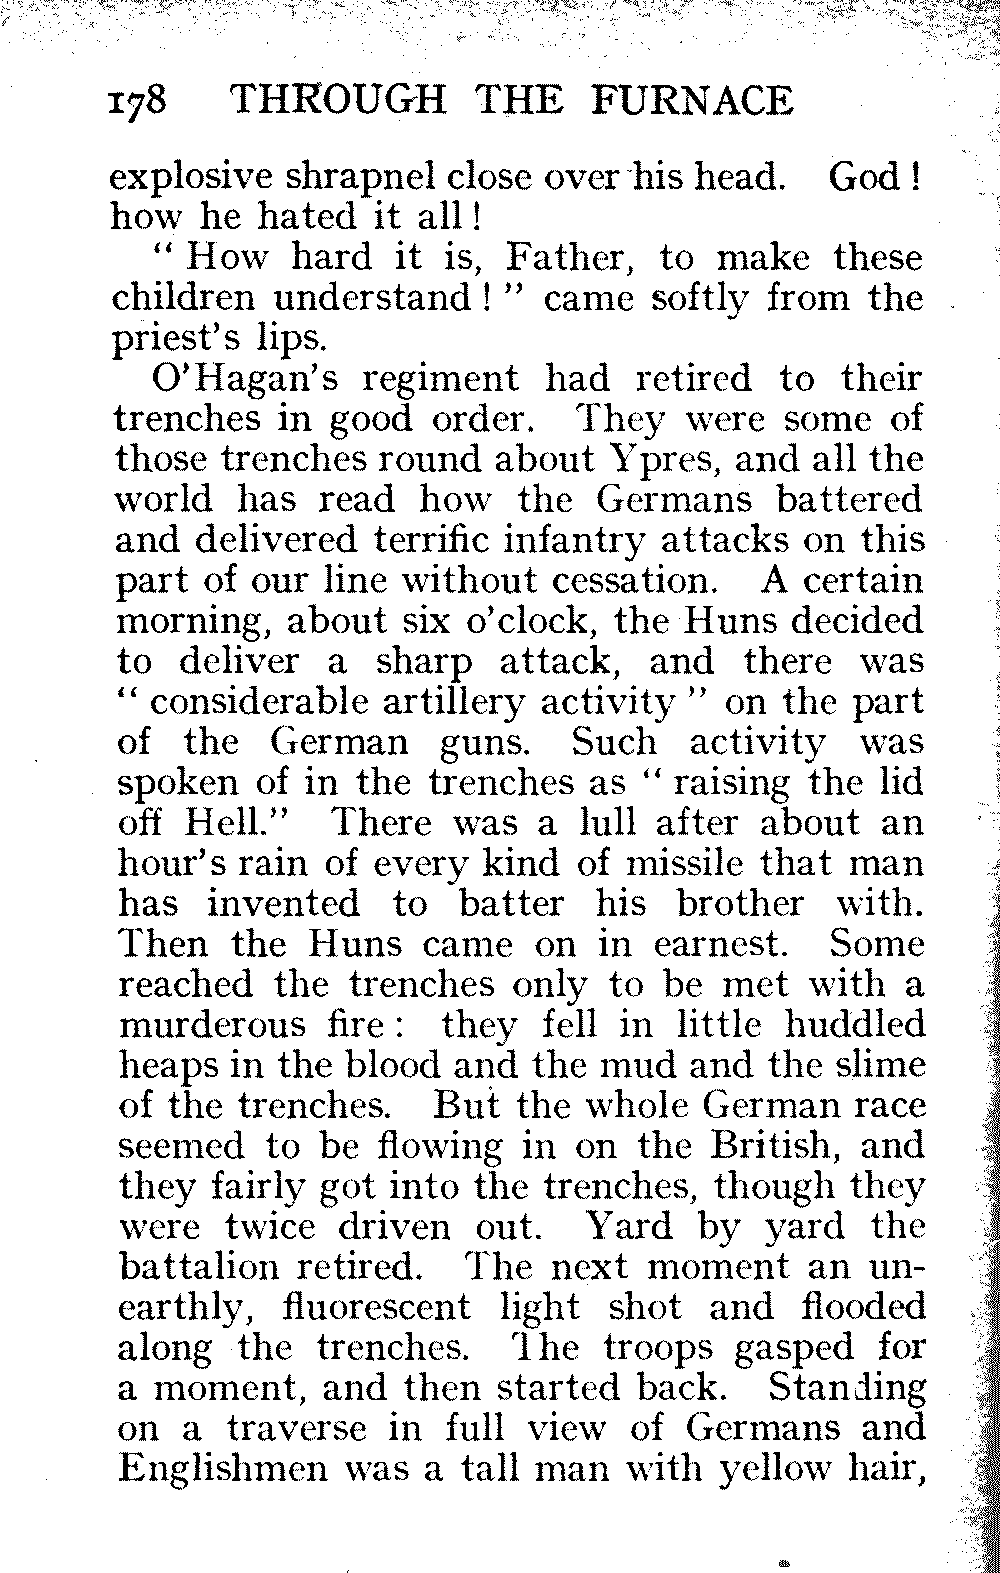 178 THROUGH THE FURNACE
explosive shrapnel close over his head. God !
how he hated it all !
“ How hard it is, Father, to make these
children understand ! ” came softly from the
priest’s lips.
O’Hagan’s regiment had retired to their
trenches in good order. They were some of
those trenches round about Ypres, and all the
world has read how the Germans battered
and delivered terrific infantry attacks on this
part of our line without cessation. A certain
morning, about six o’clock, the Huns decided
to deliver a sharp attack, and there was
“ considerable artillery activity ” on the part
of the German guns. Such activity was
spoken of in the trenches as “ raising the lid
off Hell.” There was a lull after about an
hour’s rain of every kind of missile that man
has invented to batter his brother with.
Then the Huns came on in earnest. Some
reached the trenches only to be met with a
murderous fire : they fell in little huddled
heaps in the blood and the mud and the slime
of the trenches. But the whole German race
seemed to be flowing in on the British, and
they fairly got into the trenches, though they
were twice driven out. Yard by yard the
battalion retired. The next moment an un-
earthly, fluorescent light shot and flooded
along the trenches. The troops gasped for
a moment, and then started back. Standing
on a traverse in full view of Germans and
Englishmen was a tall man with yellow hair,